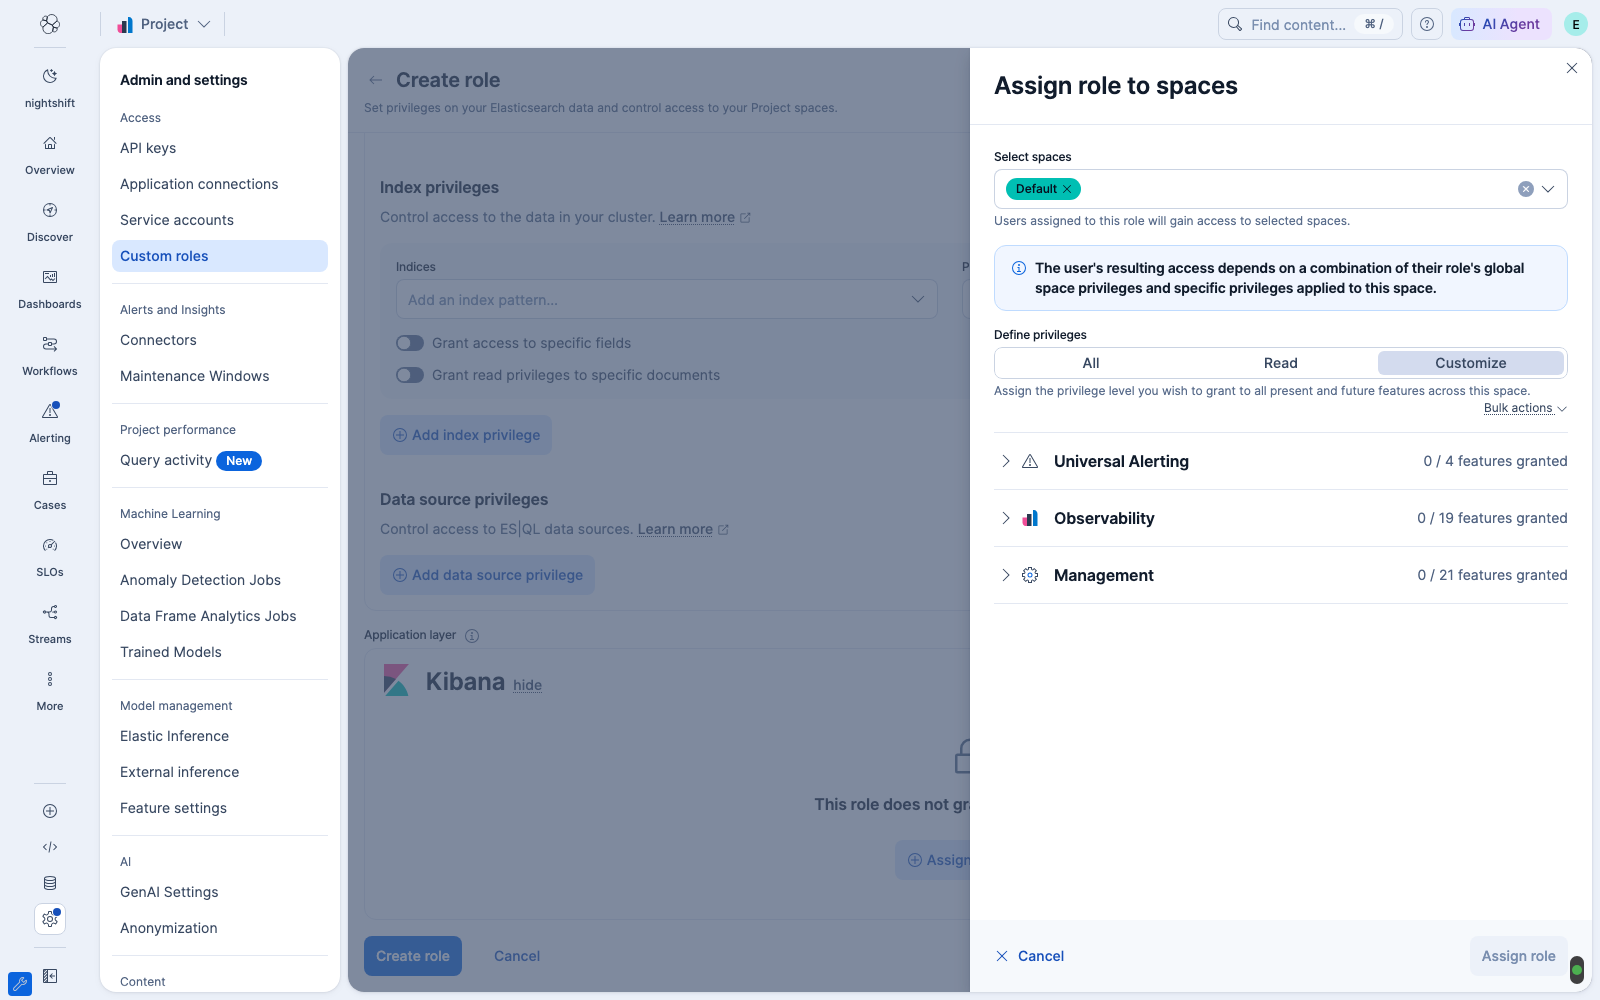 Project
Find content...
⌘ /
AI Agent
E
nightshift
Overview
Discover
Dashboards
Workflows
Alerting
Cases
SLOs
Streams
More
Admin and settings
Access
API keys
Application connections
Service accounts
Custom roles
Alerts and Insights
Connectors
Maintenance Windows
Project performance
Query activity New
Machine Learning
Overview
Anomaly Detection Jobs
Data Frame Analytics Jobs
Trained Models
Model management
Elastic Inference
External inference
Feature settings
AI
GenAI Settings
Anonymization
Content
Create role
Set privileges on your Elasticsearch data and control access to your Project spaces.
Index privileges
Control access to the data in your cluster. Learn more
Indices
P
Add an index pattern...
Grant access to specific fields
Grant read privileges to specific documents
Add index privilege
Data source privileges
Control access to ES|QL data sources. Learn more
Add data source privilege
Application layer
Kibana hide
This role does not gra
Assign
Create role
Cancel
Assign role to spaces
Select spaces
Default
Users assigned to this role will gain access to selected spaces.
The user's resulting access depends on a combination of their role's global
space privileges and specific privileges applied to this space.
Define privileges
All
Read
Customize
Assign the privilege level you wish to grant to all present and future features across this space.
Bulk actions
Universal Alerting
0 / 4 features granted
Observability
0 / 19 features granted
Management
0 / 21 features granted
Cancel
Assign role